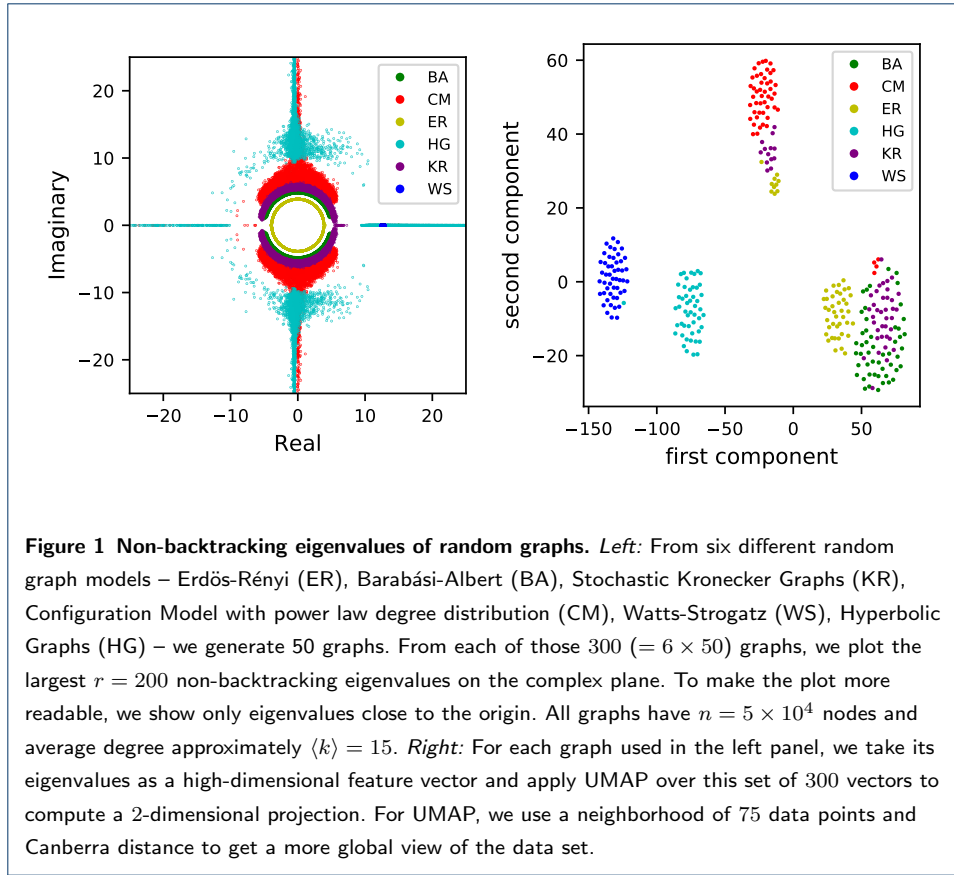 20
10
0
−10
−20
−20
−10
0
10
20
Imaginary
Real
BA
CM
ER
HG
KR
WS
60
40
20
0
−20
−150
−100
−50
0
50
second component
first component
BA
CM
ER
HG
KR
WS
Figure 1 Non-backtracking eigenvalues of random graphs. Left: From six different random
graph models – Erdös-Rényi (ER), Barabási-Albert (BA), Stochastic Kronecker Graphs (KR),
Configuration Model with power law degree distribution (CM), Watts-Strogatz (WS), Hyperbolic
Graphs (HG) – we generate 50 graphs. From each of those 300 (= 6 × 50) graphs, we plot the
largest r = 200 non-backtracking eigenvalues on the complex plane. To make the plot more
readable, we show only eigenvalues close to the origin. All graphs have n = 5 × 10⁴ nodes and
average degree approximately ⟨k⟩ = 15. Right: For each graph used in the left panel, we take its
eigenvalues as a high-dimensional feature vector and apply UMAP over this set of 300 vectors to
compute a 2-dimensional projection. For UMAP, we use a neighborhood of 75 data points and
Canberra distance to get a more global view of the data set.